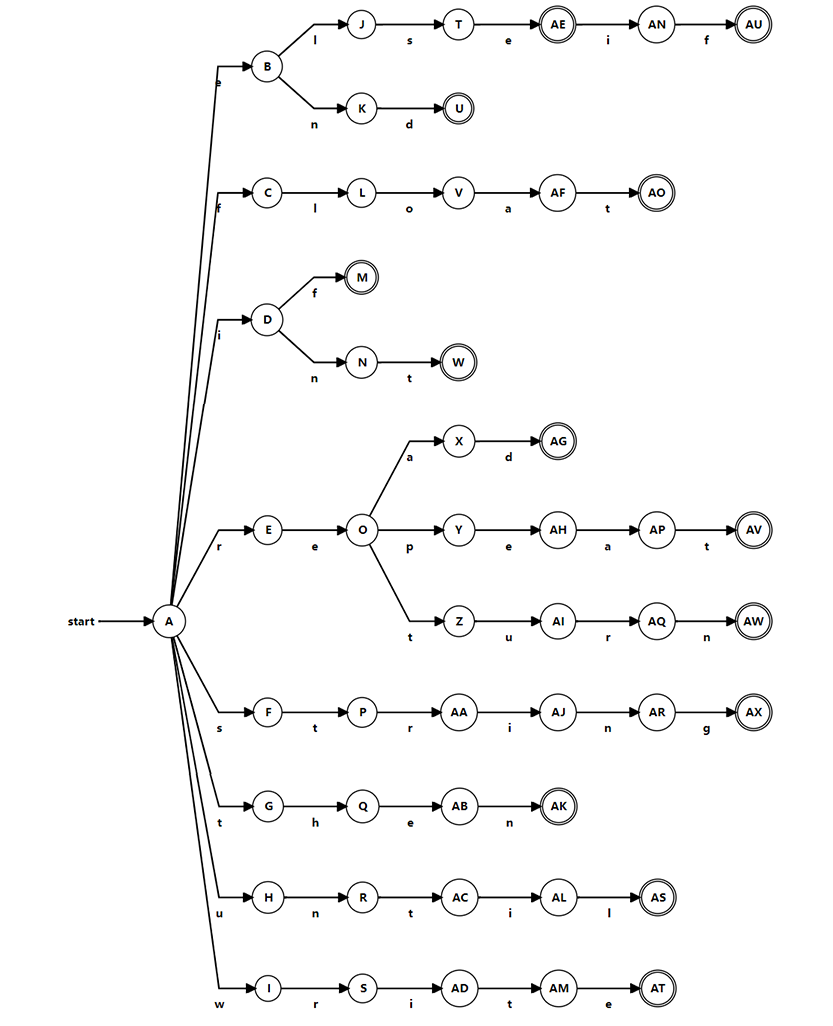 J T AE AN AU
l s e i f
e B
n K d U
f C l L o V a AF t AO
i D f M
n N t W
a X d AG
r E e O p Y e AH a AP t AV
start A
t Z u AI r AQ n AW
s F t P r AA i AJ n AR g AX
t G h Q e AB n AK
u H n R t AC i AL l AS
w I r S i AD t AM e AT